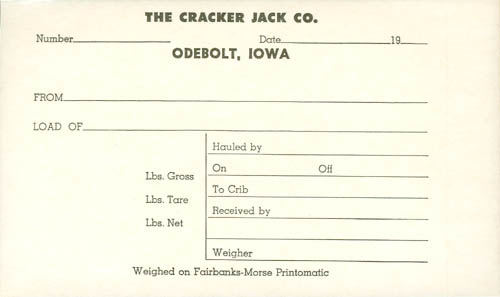 THE CRACKER JACK CO.
Number Date 19
ODEBOLT, IOWA
FROM
LOAD OF
Hauled by
On Off
Lbs. Gross
To Crib
Lbs. Tare
Received by
Lbs. Net
Weigher
Weighed on Fairbanks-Morse Printomatic